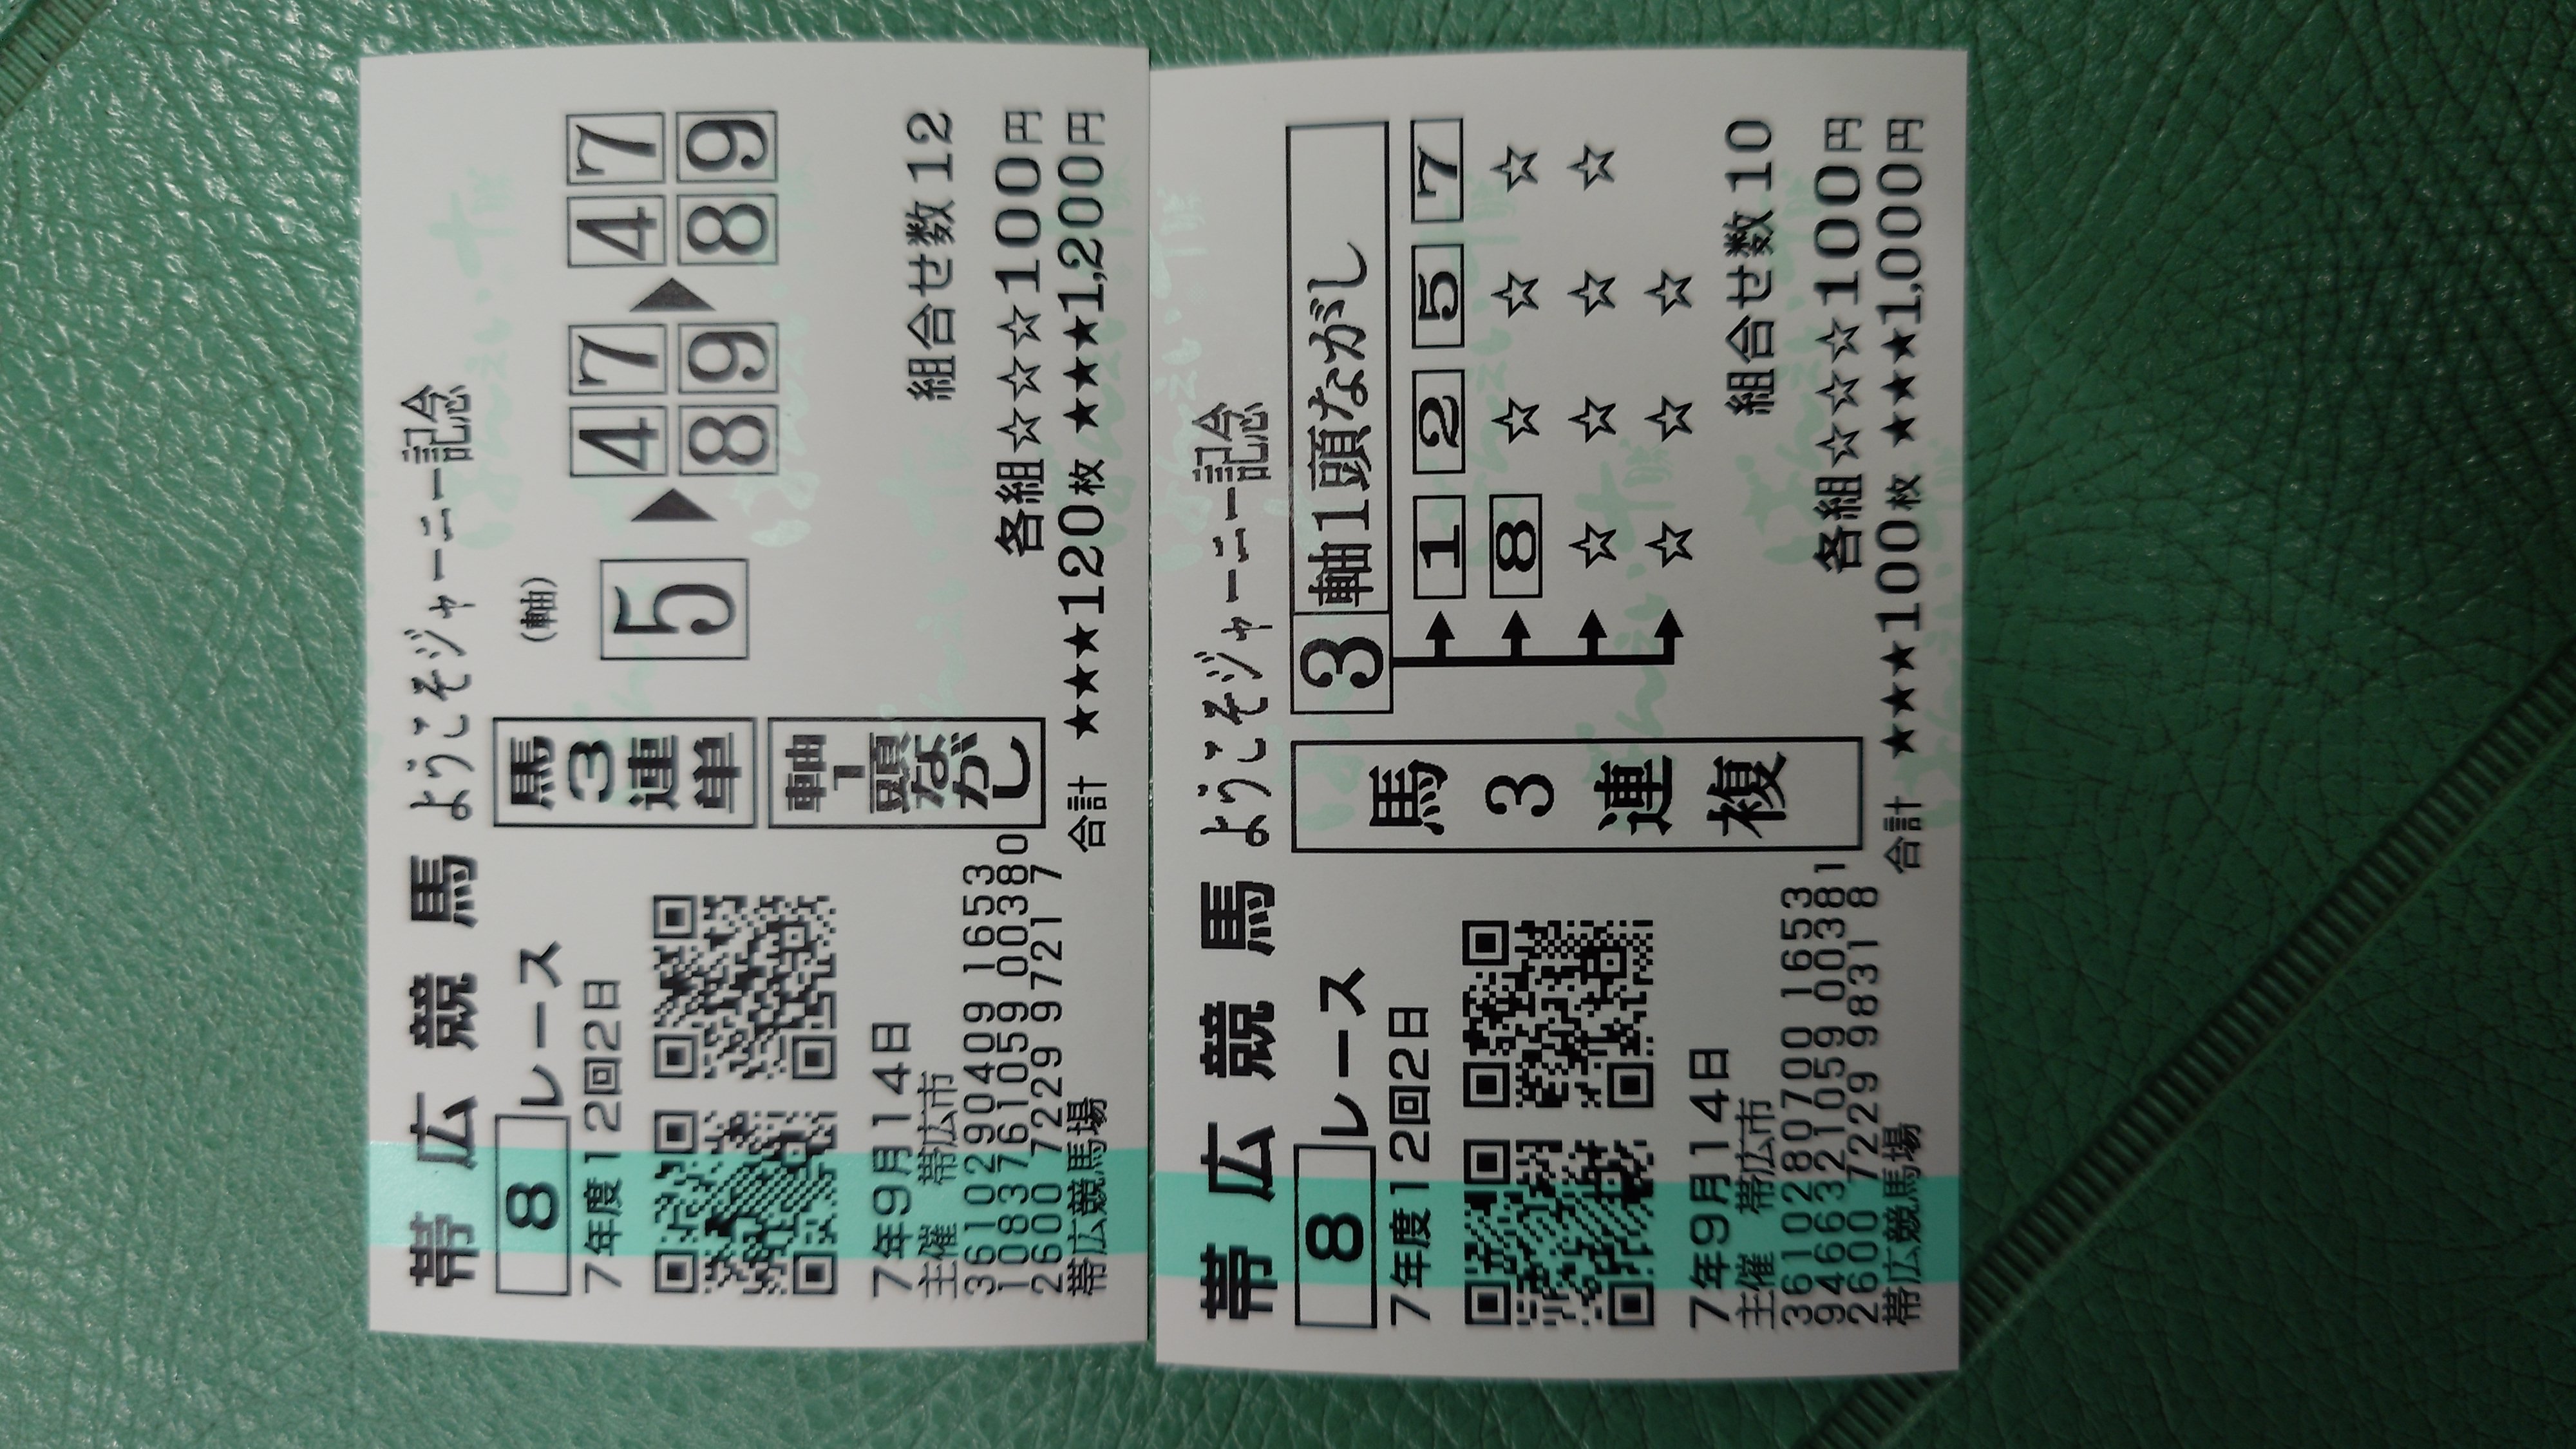 帯広競馬 ようこそジャーニー記念
8 レース
7年度12回2日
7年9月14日
主催 帯広市
3610290409 1653
1083761059 00380
2600 7229 9721 7
帯広競馬場
馬3連単
軸1頭ながし
(軸)
5 ▶ 4 7 ▶ 4 7
8 9 8 9
組合せ数 12
各組☆☆☆☆100円
合計 ★★★120枚 ★★★1,200円
帯広競馬 ようこそジャーニー記念
8 レース
7年度12回2日
7年9月14日
主催 帯広市
3610280700 1653
9466321059 00381
2600 7229 9831 8
帯広競馬場
馬3連複
3 軸1頭ながし
1 2 5 7
8 ☆ ☆ ☆
☆ ☆ ☆ ☆
☆ ☆ ☆
組合せ数 10
各組☆☆☆☆100円
合計 ★★★100枚 ★★★1,000円